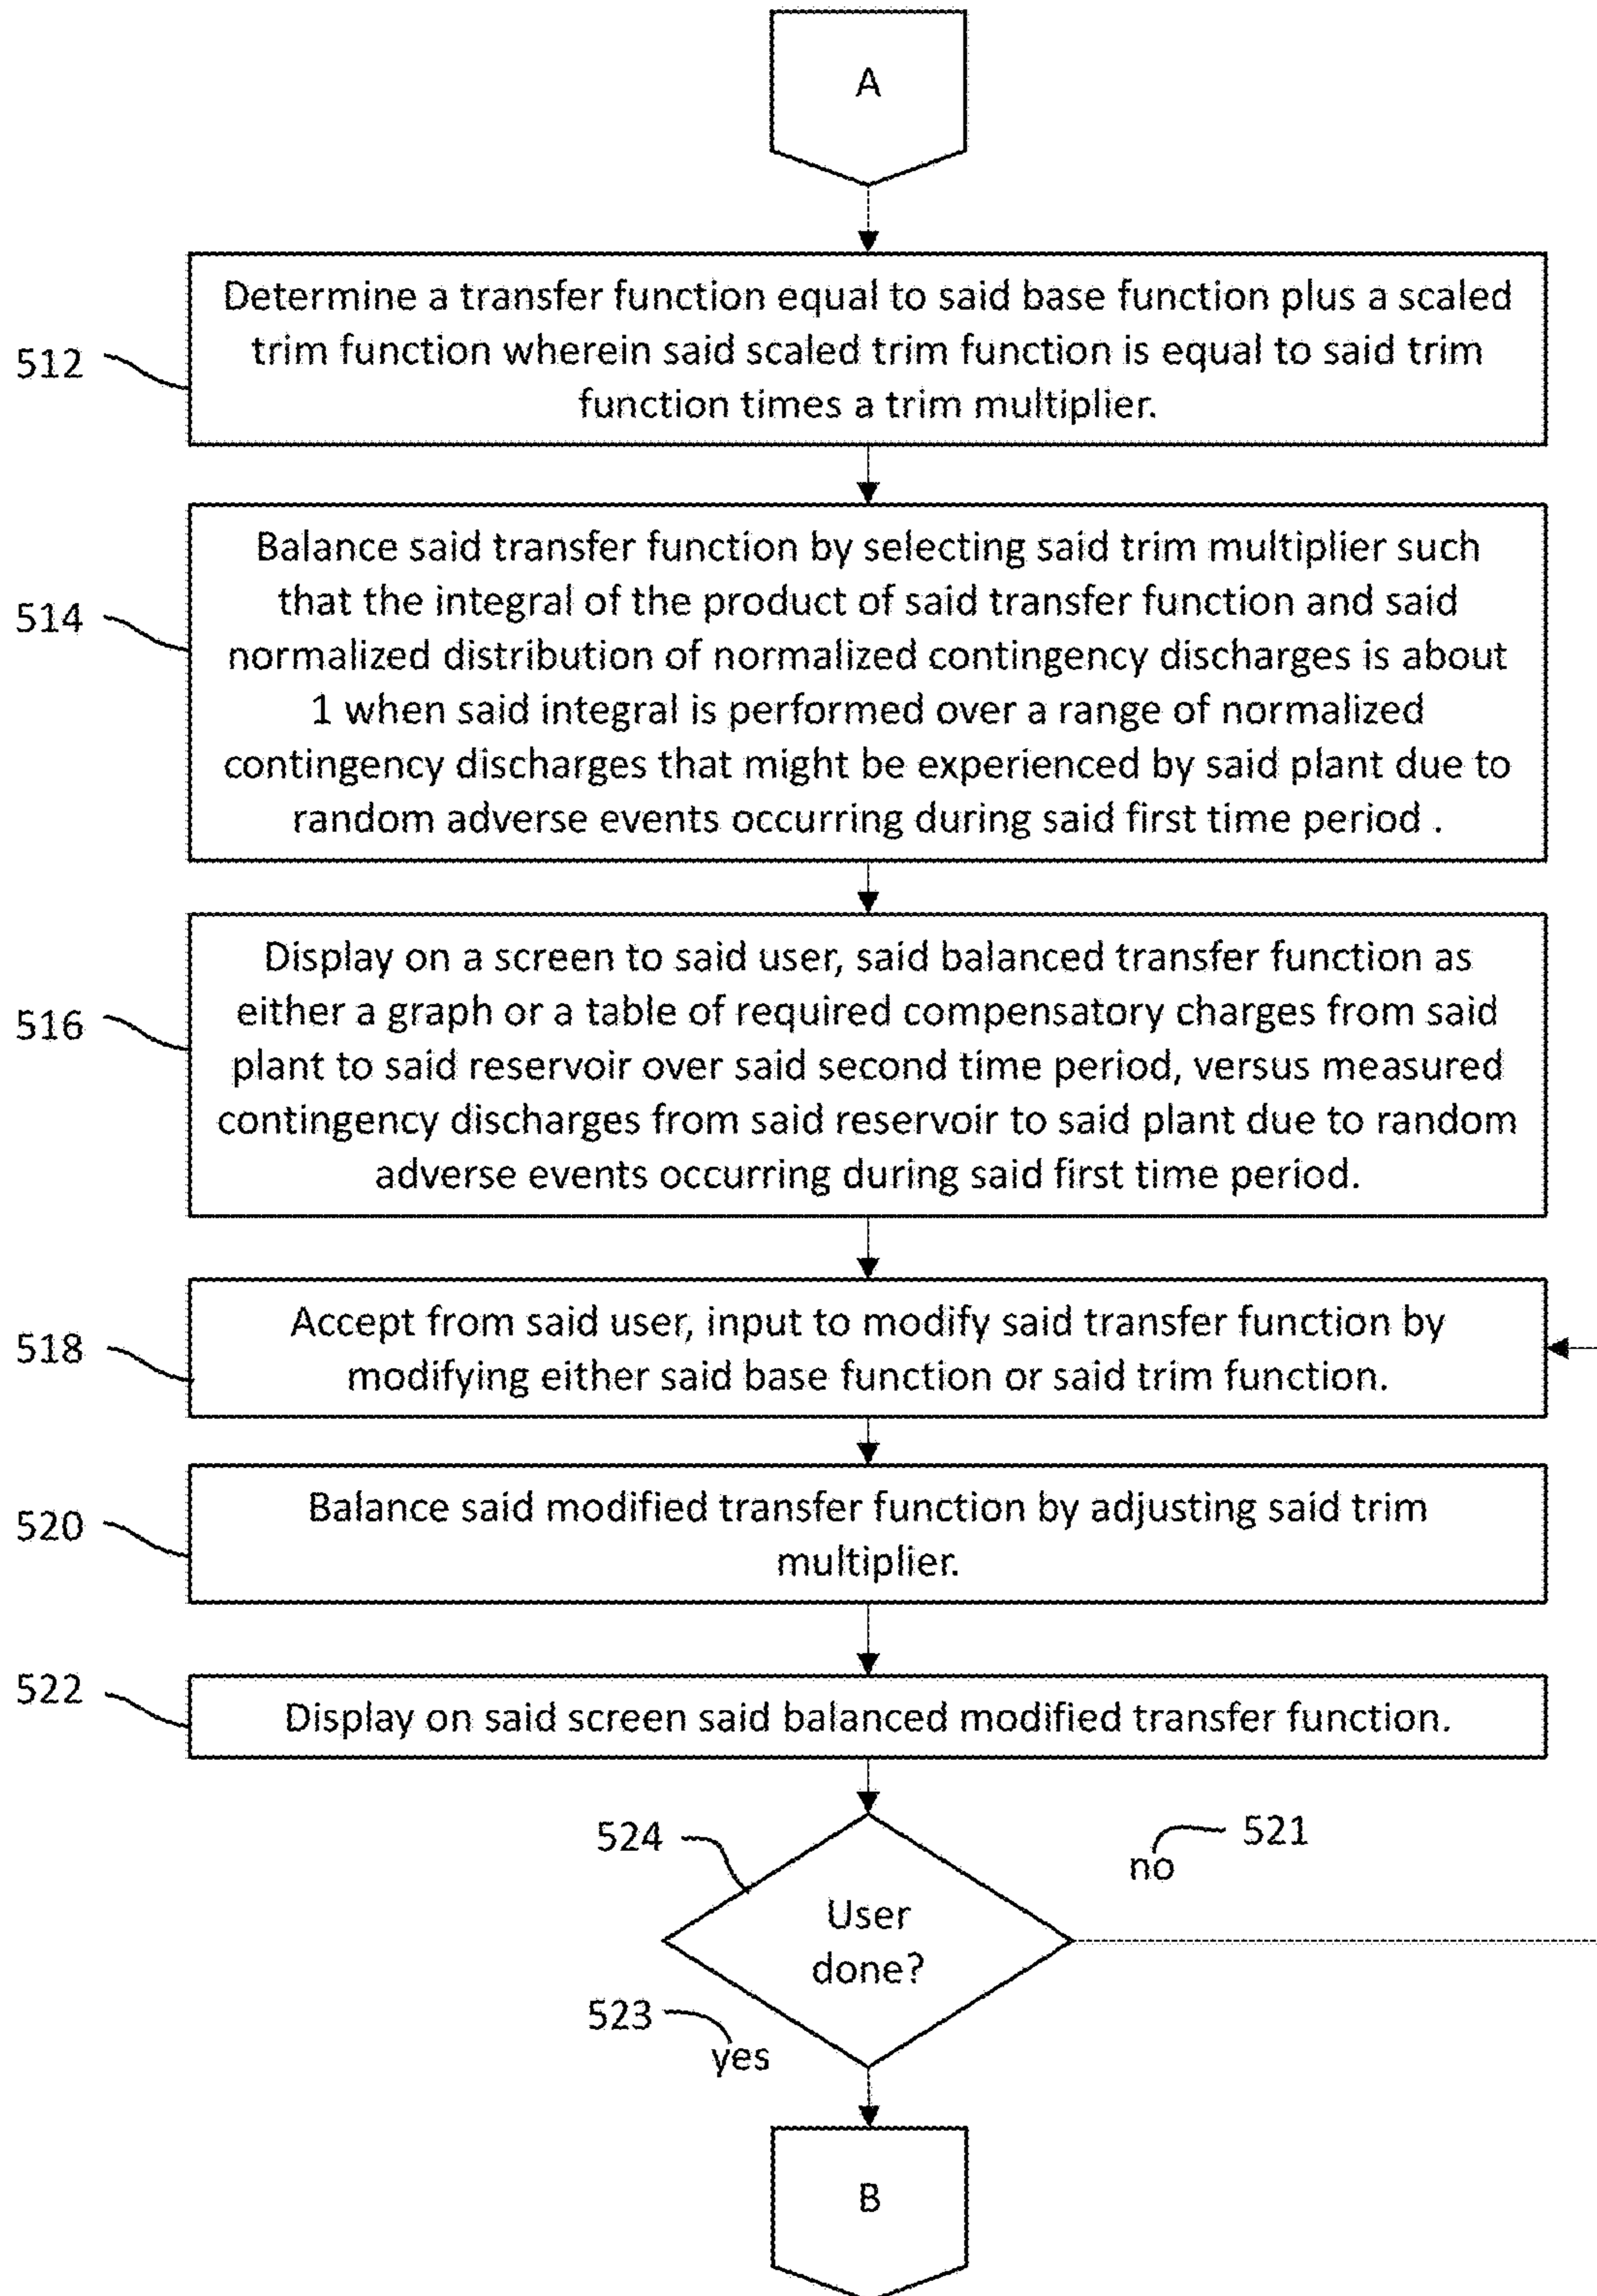 A
512
Determine a transfer function equal to said base function plus a scaled
trim function wherein said scaled trim function is equal to said trim
function times a trim multiplier.
514
Balance said transfer function by selecting said trim multiplier such
that the integral of the product of said transfer function and said
normalized distribution of normalized contingency discharges is about
1 when said integral is performed over a range of normalized
contingency discharges that might be experienced by said plant due to
random adverse events occurring during said first time period .
516
Display on a screen to said user, said balanced transfer function as
either a graph or a table of required compensatory charges from said
plant to said reservoir over said second time period, versus measured
contingency discharges from said reservoir to said plant due to random
adverse events occurring during said first time period.
518
Accept from said user, input to modify said transfer function by
modifying either said base function or said trim function.
520
Balance said modified transfer function by adjusting said trim
multiplier.
522
Display on said screen said balanced modified transfer function.
524
521
no
User
done?
523
yes
B